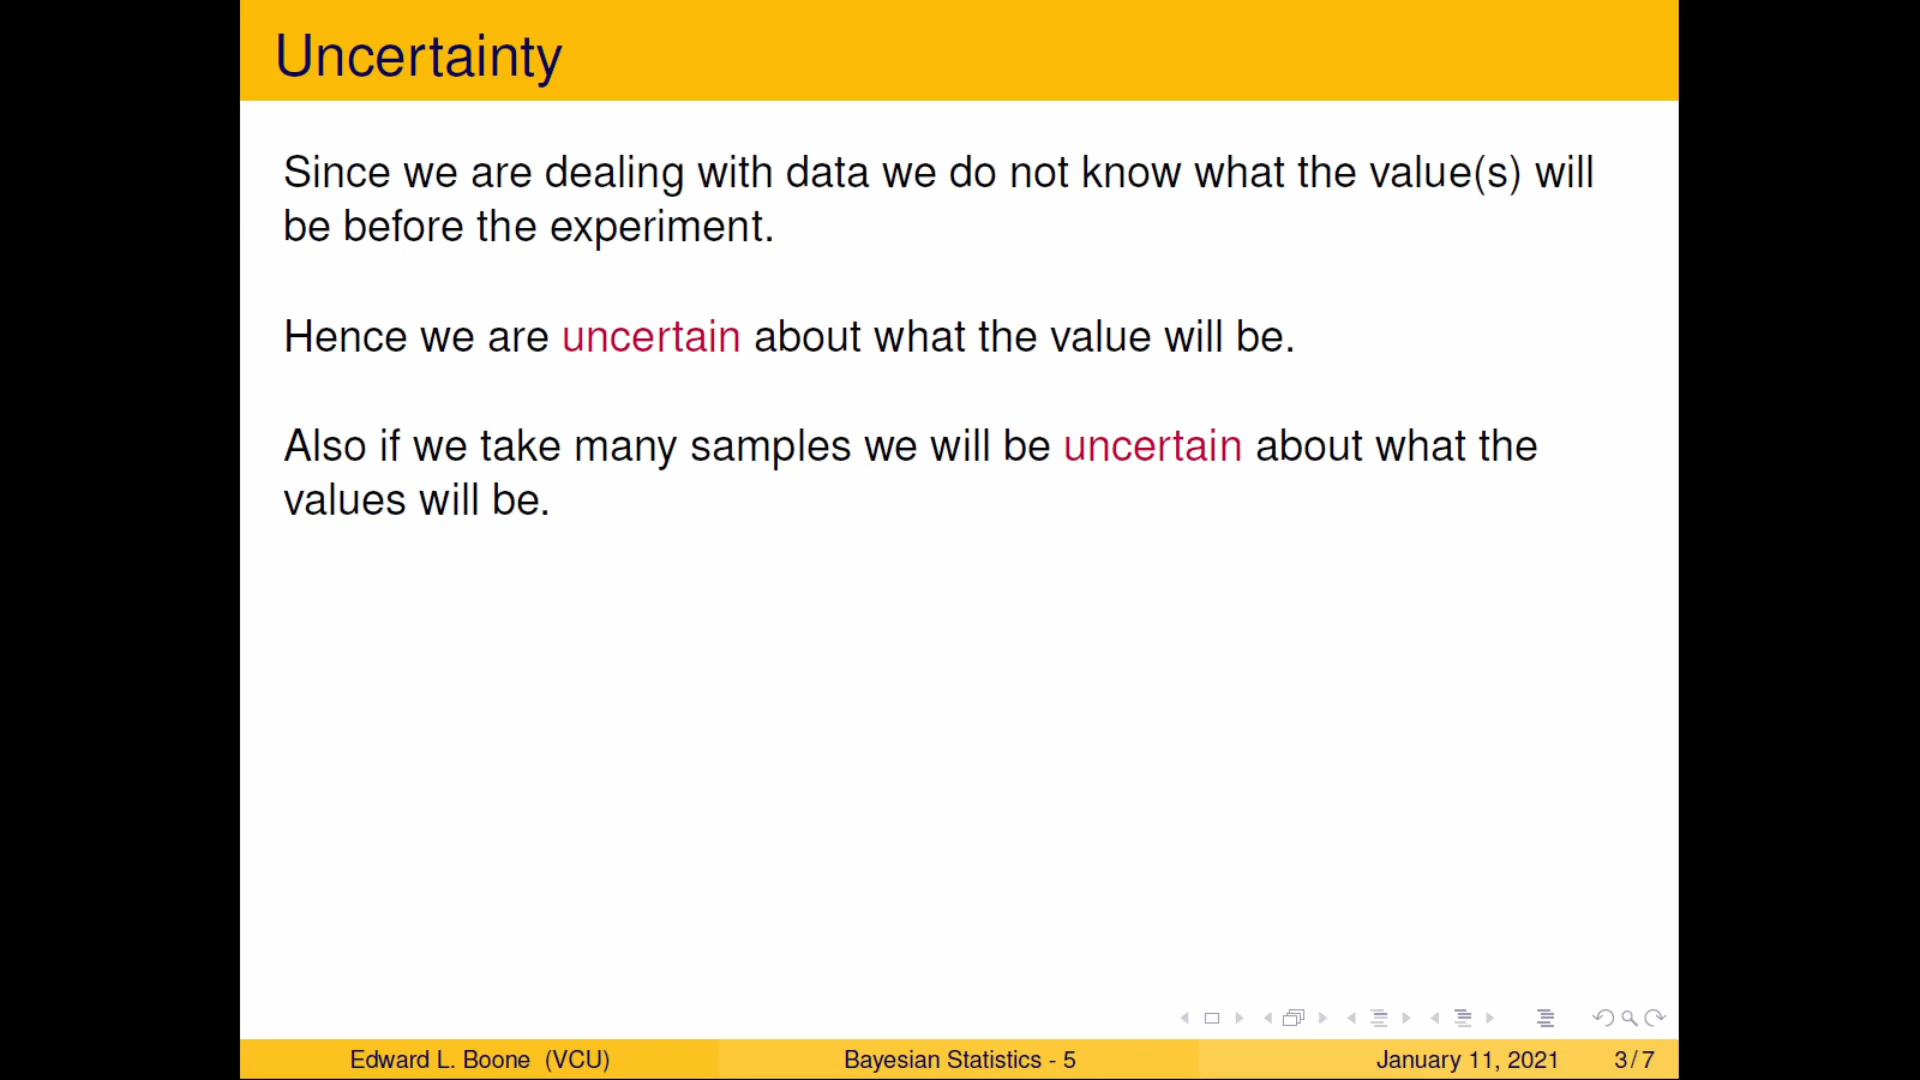 Uncertainty
Since we are dealing with data we do not know what the value(s) will
be before the experiment.
Hence we are uncertain about what the value will be.
Also if we take many samples we will be uncertain about what the
values will be.
Edward L. Boone (VCU) Bayesian Statistics - 5 January 11, 2021 3 / 7